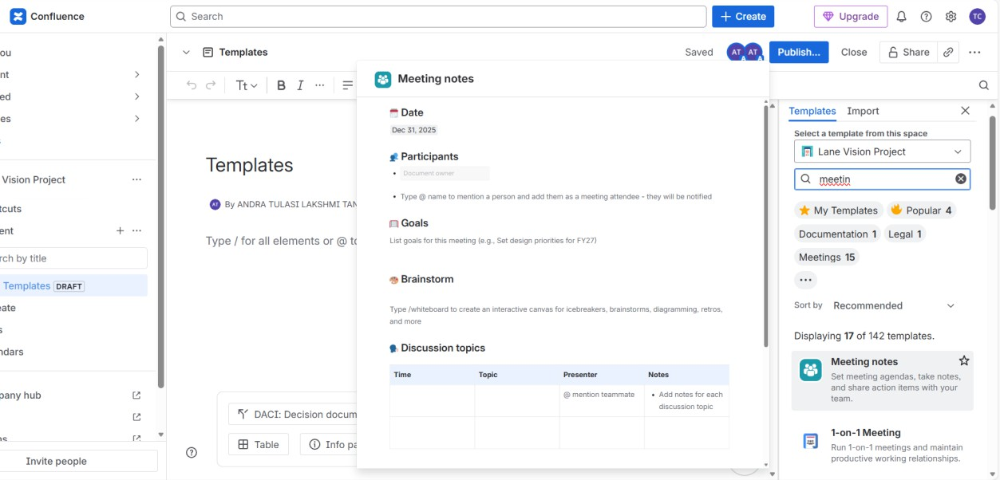 Confluence
Search
+ Create
Upgrade
TC
ou
nt
ed
es
Vision Project
tcuts
ent
rch by title
Templates DRAFT
eate
s
ndars
pany hub
ns
Invite people
Templates
Saved
AT AT
Publish...
Close
Share
Tt
B I
Templates
AT By ANDRA TULASI LAKSHMI TAN
Type / for all elements or @ to
DACI: Decision docum
Table
Info pa
Meeting notes
Date
Dec 31, 2025
Participants
Document owner
Type @ name to mention a person and add them as a meeting attendee - they will be notified
Goals
List goals for this meeting (e.g., Set design priorities for FY27)
Brainstorm
Type /whiteboard to create an interactive canvas for icebreakers, brainstorms, diagramming, retros,
and more
Discussion topics
Time Topic Presenter Notes
@ mention teammate
Add notes for each
discussion topic
Templates Import
Select a template from this space
Lane Vision Project
meetin
My Templates
Popular 4
Documentation 1
Legal 1
Meetings 15
Sort by Recommended
Displaying 17 of 142 templates.
Meeting notes
Set meeting agendas, take notes,
and share action items with your
team.
1-on-1 Meeting
Run 1-on-1 meetings and maintain
productive working relationships.